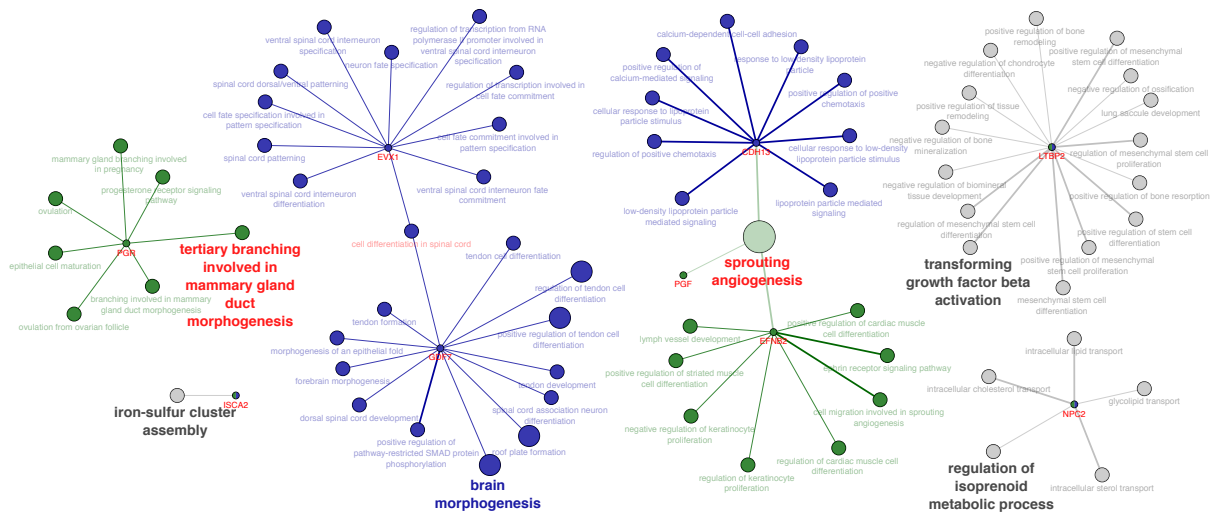 mammary gland branching involved
in pregnancy
progesterone receptor signaling
pathway
ovulation
PGR
epithelial cell maturation
branching involved in mammary
gland duct morphogenesis
ovulation from ovarian follicle
tertiary branching
involved in
mammary gland
duct
morphogenesis
ISCA2
iron-sulfur cluster
assembly
ventral spinal cord interneuron
specification
regulation of transcription from RNA
polymerase II promoter involved in
ventral spinal cord interneuron
specification
neuron fate specification
spinal cord dorsal/ventral patterning
regulation of transcription involved in
cell fate commitment
cell fate specification involved in
pattern specification
cell fate commitment involved in
pattern specification
spinal cord patterning
EVX1
ventral spinal cord interneuron
differentiation
ventral spinal cord interneuron fate
commitment
cell differentiation in spinal cord
tendon cell differentiation
regulation of tendon cell
differentiation
tendon formation
positive regulation of tendon cell
differentiation
morphogenesis of an epithelial fold
GDF7
forebrain morphogenesis
tendon development
dorsal spinal cord development
spinal cord association neuron
differentiation
positive regulation of
pathway-restricted SMAD protein
phosphorylation
roof plate formation
brain
morphogenesis
calcium-dependent cell-cell adhesion
positive regulation of
calcium-mediated signaling
response to low-density lipoprotein
particle
positive regulation of positive
chemotaxis
cellular response to lipoprotein
particle stimulus
regulation of positive chemotaxis
CDH13
cellular response to low-density
lipoprotein particle stimulus
low-density lipoprotein particle
mediated signaling
lipoprotein particle mediated
signaling
sprouting
angiogenesis
PGF
lymph vessel development
EFNB2
positive regulation of cardiac muscle
cell differentiation
positive regulation of striated muscle
cell differentiation
ephrin receptor signaling pathway
negative regulation of keratinocyte
proliferation
cell migration involved in sprouting
angiogenesis
regulation of keratinocyte
proliferation
regulation of cardiac muscle cell
differentiation
positive regulation of bone
remodeling
negative regulation of chondrocyte
differentiation
positive regulation of mesenchymal
stem cell differentiation
negative regulation of ossification
positive regulation of tissue
remodeling
lung saccule development
negative regulation of bone
mineralization
LTBP2
regulation of mesenchymal stem cell
proliferation
negative regulation of biomineral
tissue development
positive regulation of bone resorption
regulation of mesenchymal stem cell
differentiation
positive regulation of stem cell
differentiation
positive regulation of mesenchymal
stem cell proliferation
mesenchymal stem cell
differentiation
transforming
growth factor beta
activation
intracellular lipid transport
intracellular cholesterol transport
glycolipid transport
NPC2
intracellular sterol transport
regulation of
isoprenoid
metabolic process